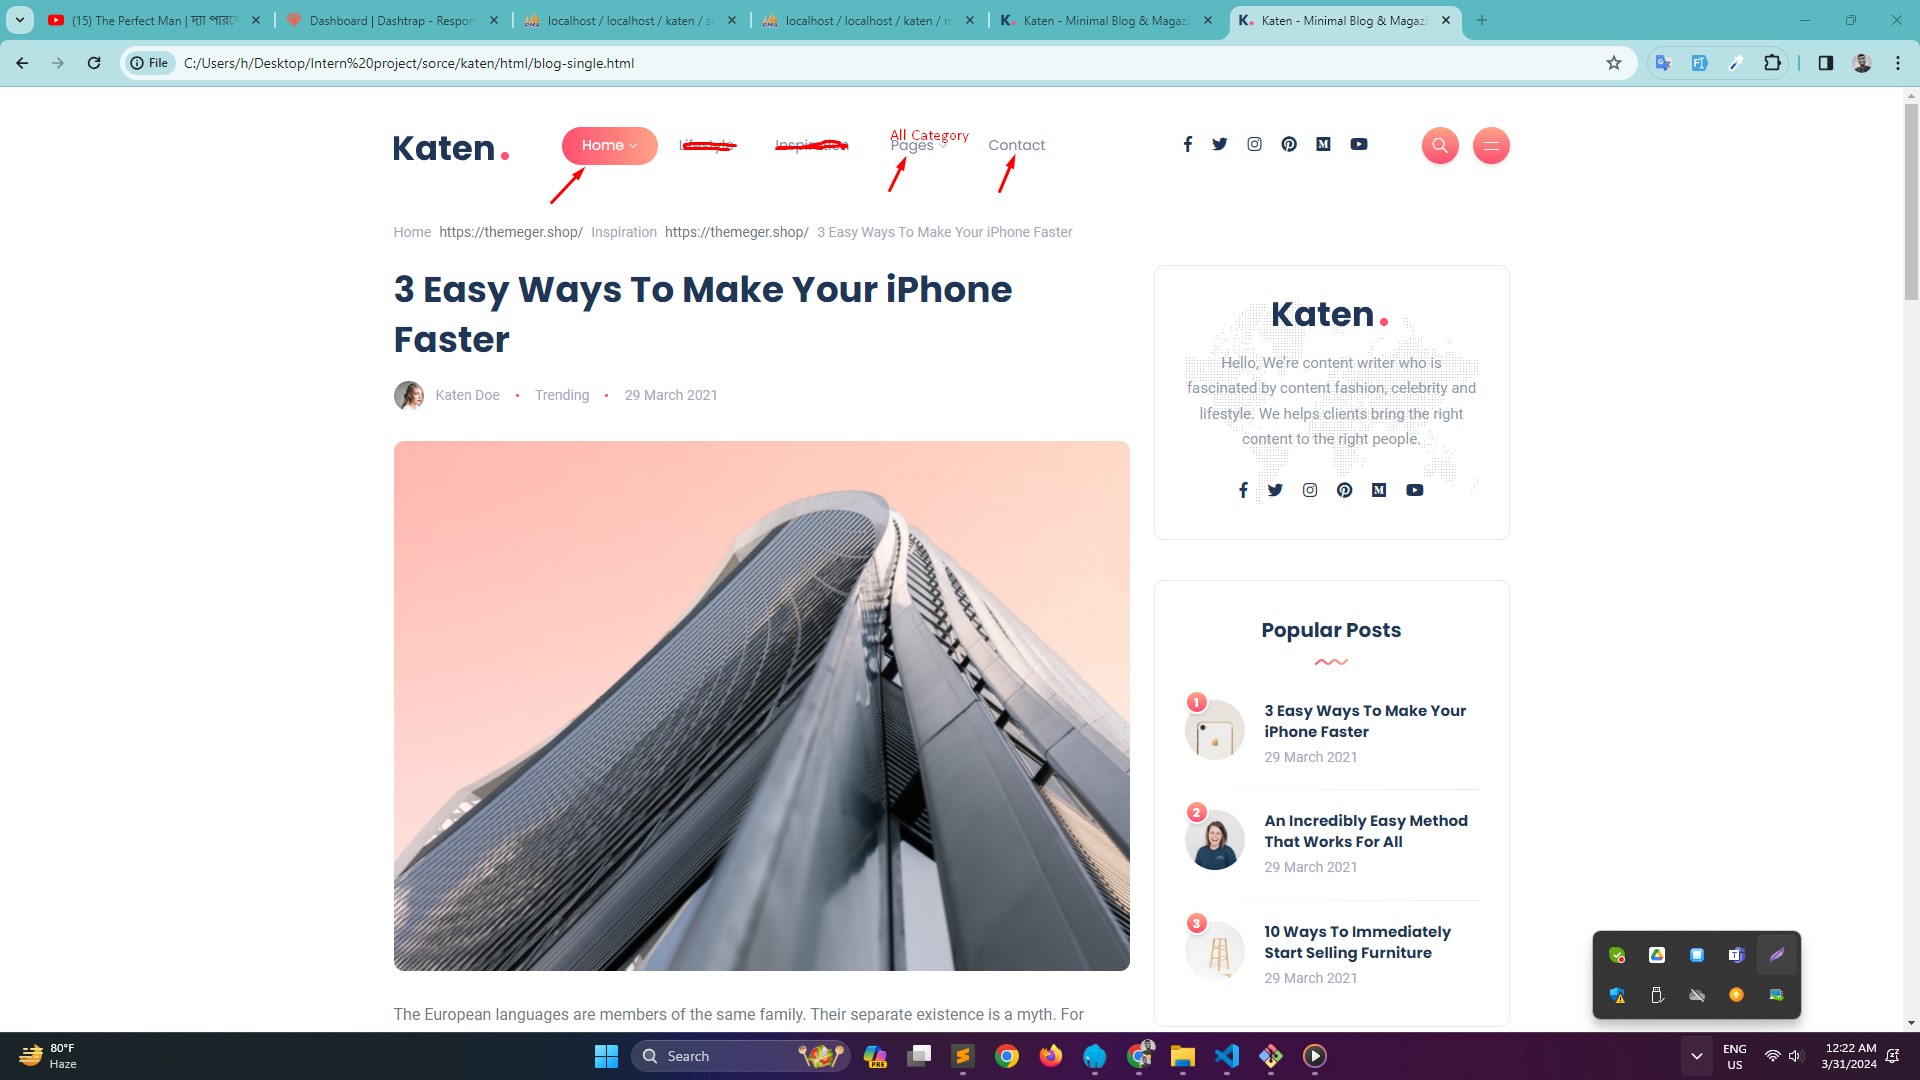 (15) The Perfect Man | দ্যা পারফে
Dashboard | Dashtrap - Respon
localhost / localhost / katen / su
localhost / localhost / katen / m
Katen - Minimal Blog & Magazi
Katen - Minimal Blog & Magazi
File
C:/Users/h/Desktop/Intern%20project/sorce/katen/html/blog-single.html
Katen.
Home
Lifestyle
Inspiration
All Category
Pages
Contact
Home https://themeger.shop/ Inspiration https://themeger.shop/ 3 Easy Ways To Make Your iPhone Faster
3 Easy Ways To Make Your iPhone
Faster
Katen Doe • Trending • 29 March 2021
The European languages are members of the same family. Their separate existence is a myth. For
Katen.
Hello, We're content writer who is
fascinated by content fashion, celebrity and
lifestyle. We helps clients bring the right
content to the right people.
Popular Posts
1
3 Easy Ways To Make Your
iPhone Faster
29 March 2021
2
An Incredibly Easy Method
That Works For All
29 March 2021
3
10 Ways To Immediately
Start Selling Furniture
29 March 2021
80°F
Haze
Search
PRE
ENG
US
12:22 AM
3/31/2024